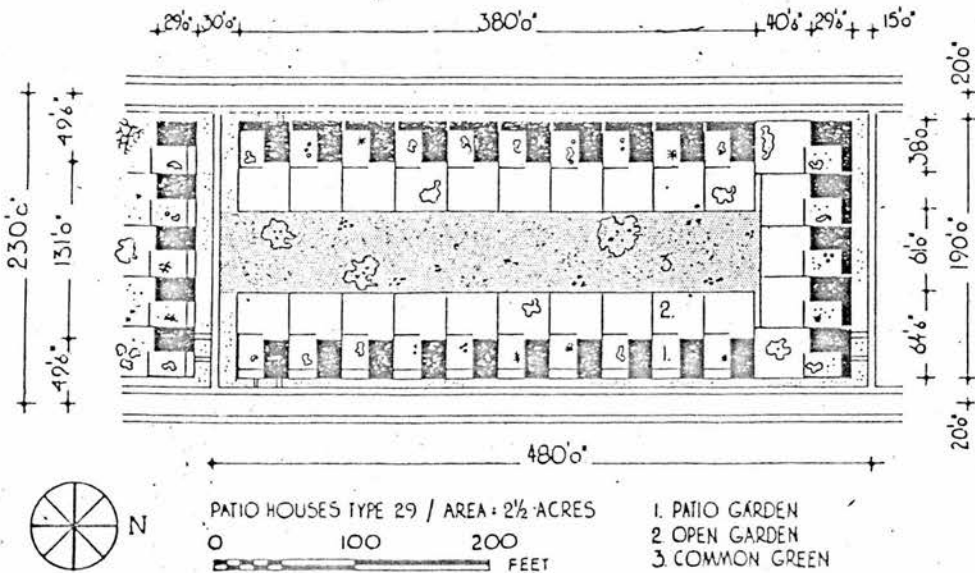 29'0" 30'0" 380'0" 40'6" 29'6" 15'0"
20'0"
49'6"
38'0
230'0"
131'0"
61'0"
190'0"
3.
2.
64'6"
1.
49'6"
20'0"
480'0"
N
PATIO HOUSES TYPE 29 / AREA: 2½ ACRES
0 100 200
FEET
1. PATIO GARDEN
2 OPEN GARDEN
3. COMMON GREEN